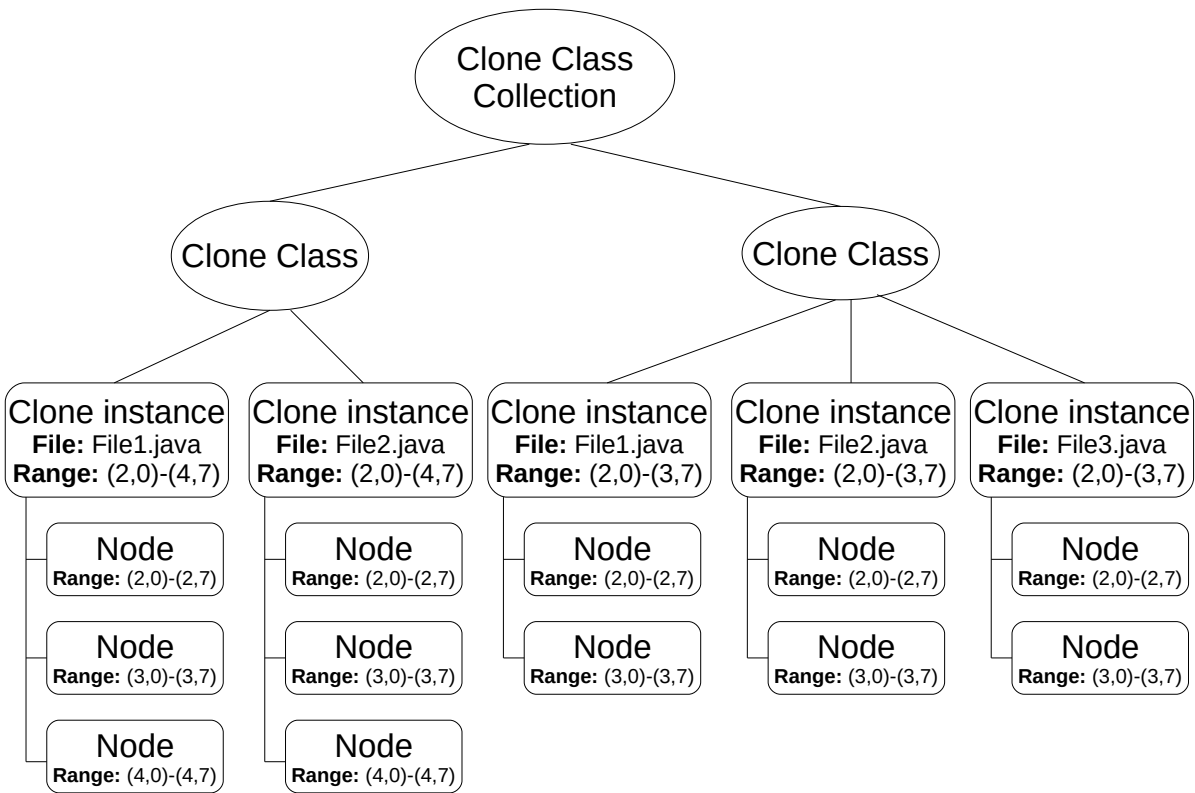 Clone Class
Collection
Clone Class
Clone Class
Clone instance
File: File1.java
Range: (2,0)-(4,7)
Clone instance
File: File2.java
Range: (2,0)-(4,7)
Clone instance
File: File1.java
Range: (2,0)-(3,7)
Clone instance
File: File2.java
Range: (2,0)-(3,7)
Clone instance
File: File3.java
Range: (2,0)-(3,7)
Node
Range: (2,0)-(2,7)
Node
Range: (2,0)-(2,7)
Node
Range: (2,0)-(2,7)
Node
Range: (2,0)-(2,7)
Node
Range: (2,0)-(2,7)
Node
Range: (3,0)-(3,7)
Node
Range: (3,0)-(3,7)
Node
Range: (3,0)-(3,7)
Node
Range: (3,0)-(3,7)
Node
Range: (3,0)-(3,7)
Node
Range: (4,0)-(4,7)
Node
Range: (4,0)-(4,7)